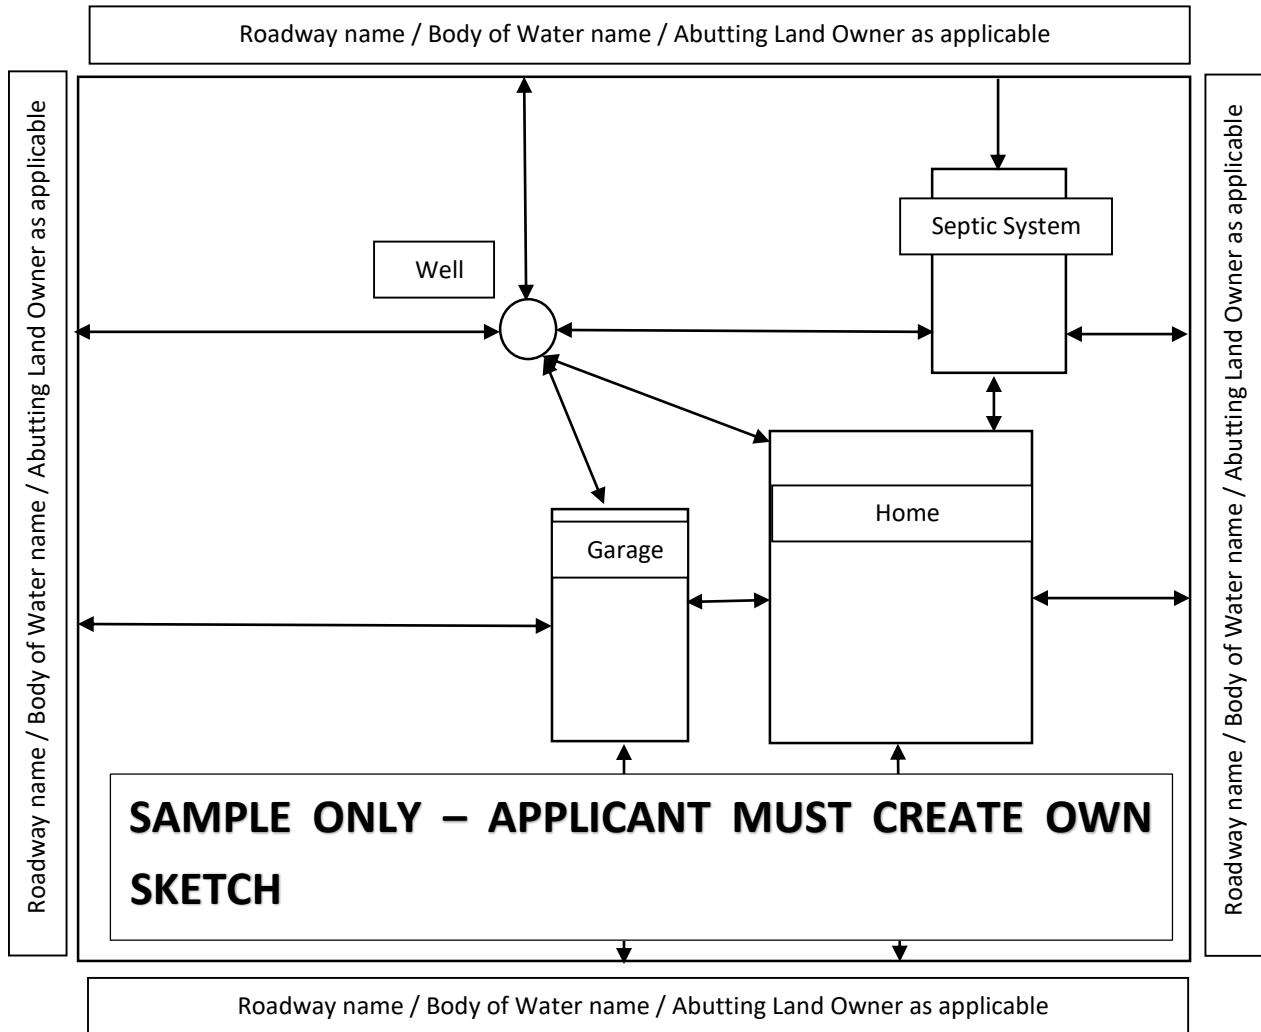 Roadway name / Body of Water name / Abutting Land Owner as applicable
Roadway name / Body of Water name / Abutting Land Owner as applicable
Roadway name / Body of Water name / Abutting Land Owner as applicable
Septic System
Well
Home
Garage
SAMPLE ONLY – APPLICANT MUST CREATE OWN
SKETCH
Roadway name / Body of Water name / Abutting Land Owner as applicable